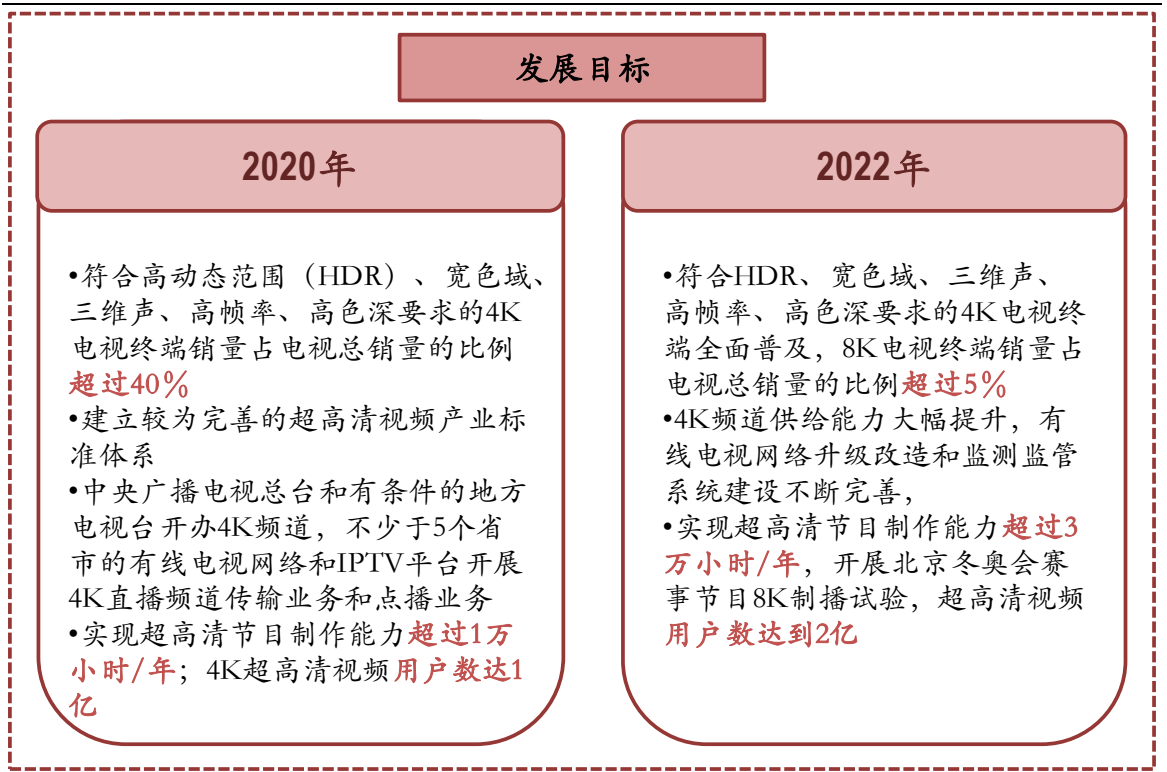 发展目标
2020年
•符合高动态范围（HDR）、宽色域、
三维声、高帧率、高色深要求的4K
电视终端销量占电视总销量的比例
超过40%
•建立较为完善的超高清视频产业标
准体系
•中央广播电视总台和有条件的地方
电视台开办4K频道，不少于5个省
市的有线电视网络和IPTV平台开展
4K直播频道传输业务和点播业务
•实现超高清节目制作能力超过1万
小时/年；4K超高清视频用户数达1
亿
2022年
•符合HDR、宽色域、三维声、
高帧率、高色深要求的4K电视终
端全面普及，8K电视终端销量占
电视总销量的比例超过5%
•4K频道供给能力大幅提升，有
线电视网络升级改造和监测监管
系统建设不断完善，
•实现超高清节目制作能力超过3
万小时/年，开展北京冬奥会赛
事节目8K制播试验，超高清视频
用户数达到2亿